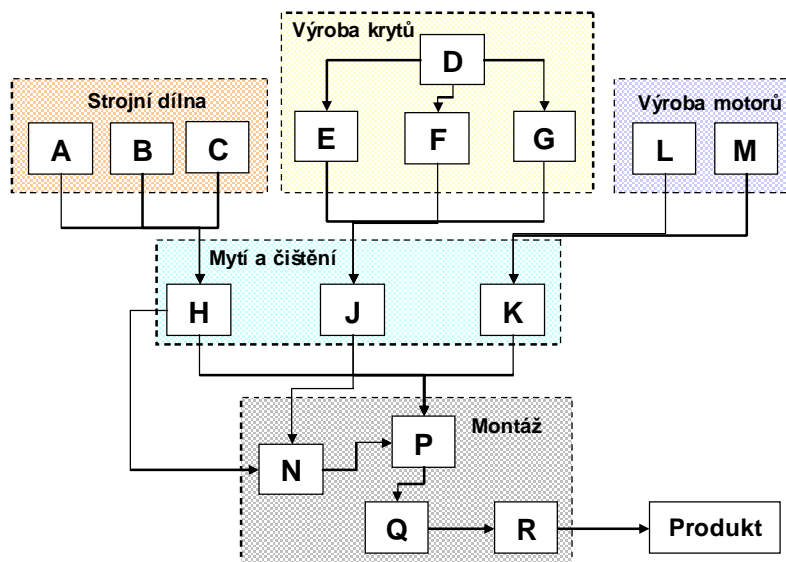 Výroba krytů
D
Strojní dílna
Výroba motorů
A
B
C
E
F
G
L
M
Mytí a čištění
H
J
K
Montáž
P
N
Q
R
Produkt